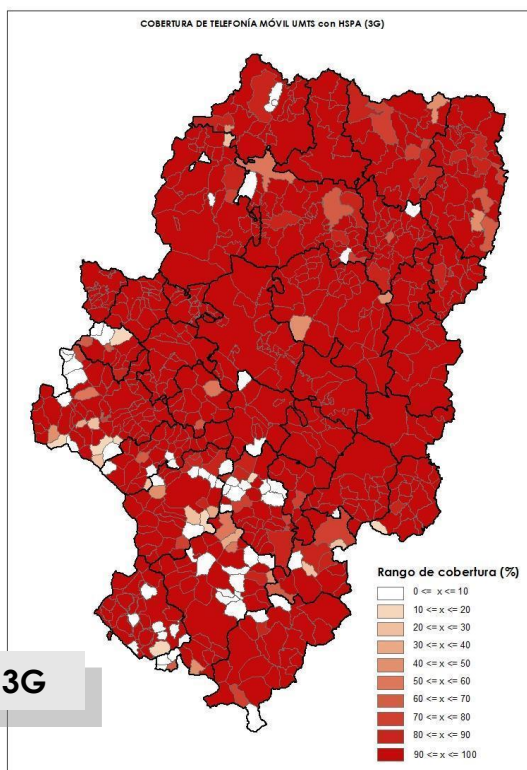 COBERTURA DE TELEFONÍA MÓVIL UMTS con HSPA (3G)
Rango de cobertura (%)
0 <= x <= 10
10 <= x <= 20
20 <= x <= 30
30 <= x <= 40
40 <= x <= 50
50 <= x <= 60
60 <= x <= 70
70 <= x <= 80
80 <= x <= 90
90 <= x <= 100
3G